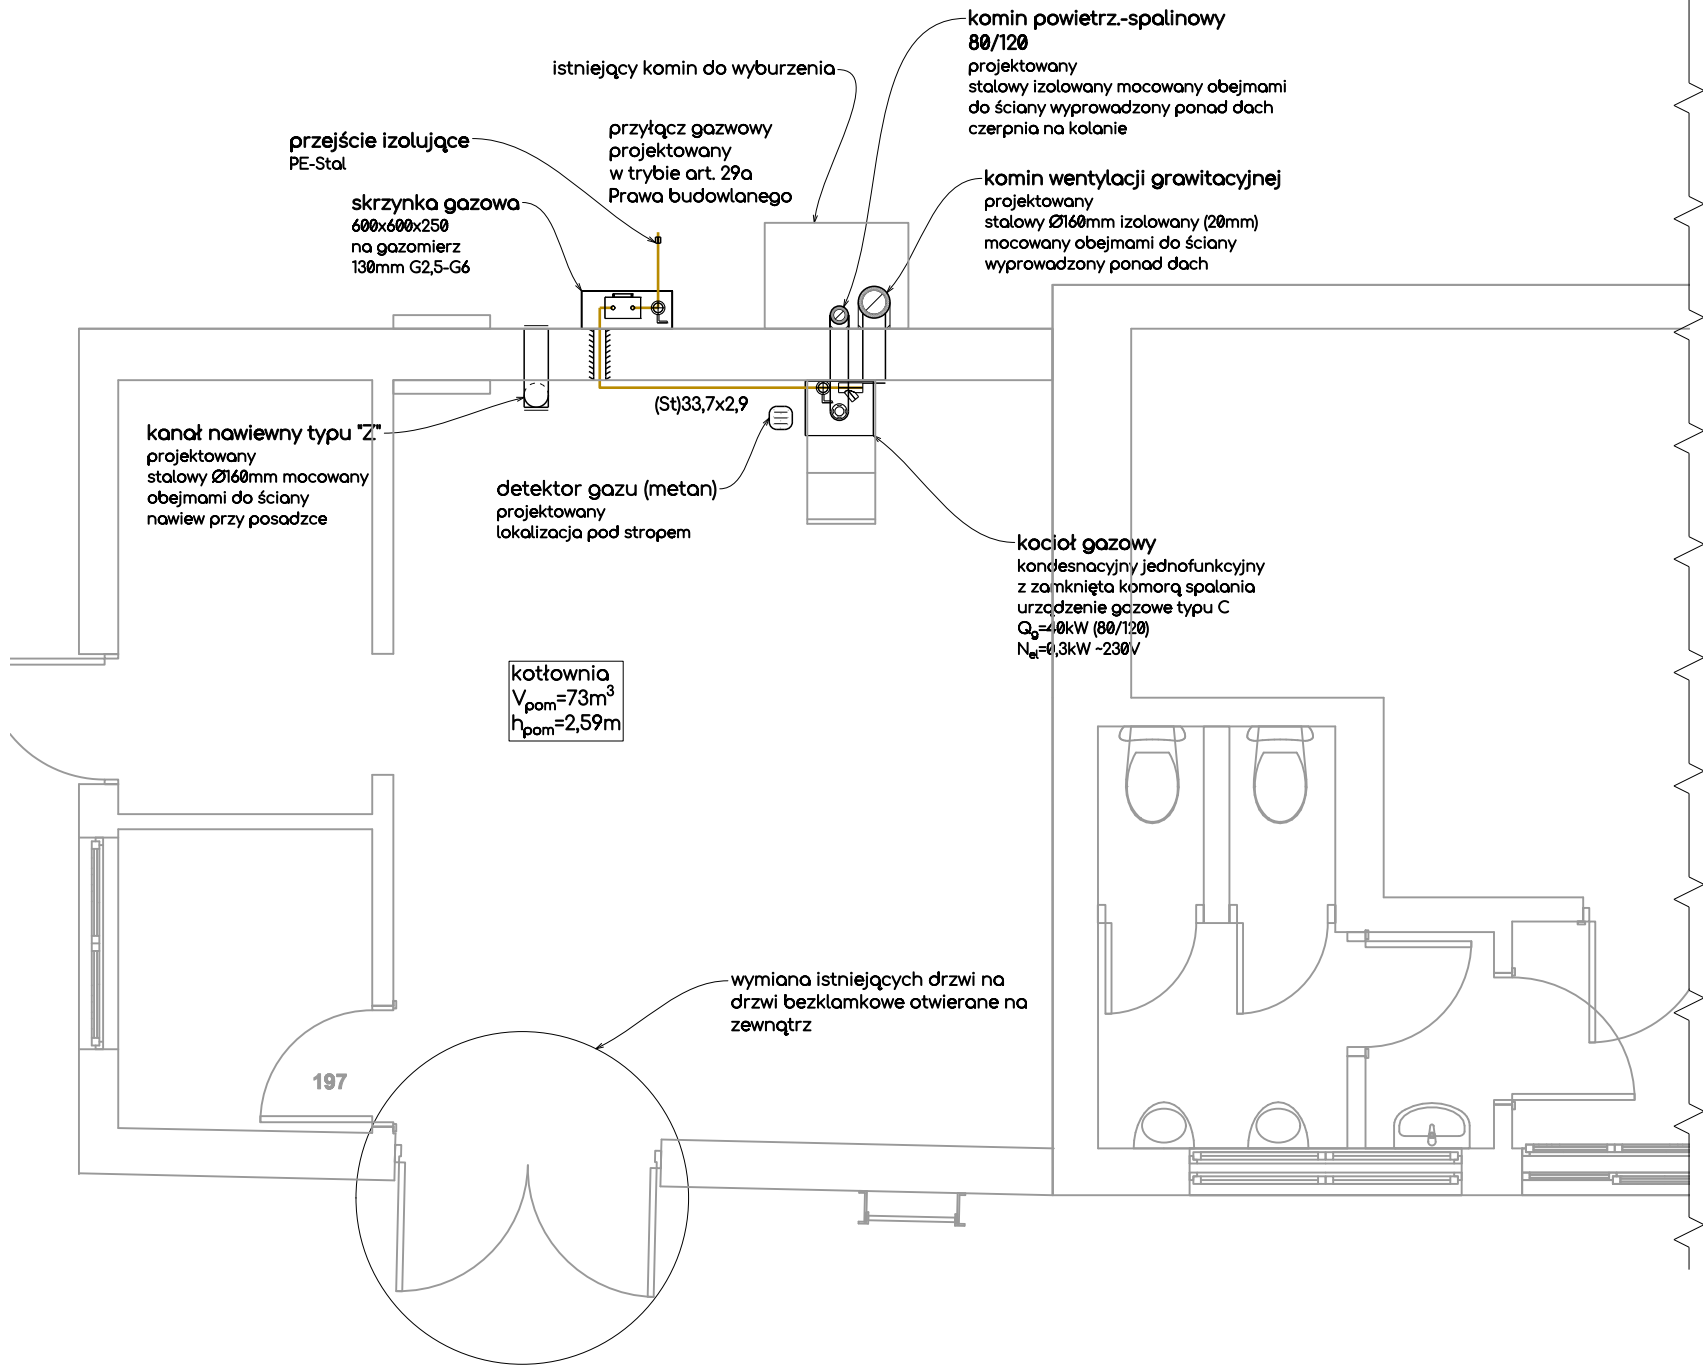 komin powietrz.-spalinowy
80/120
projektowany
stalowy izolowany mocowany obejmami
do ściany wyprowadzony ponad dach
czerpnia na kolanie
istniejący komin do wyburzenia
przejście izolujące
PE-Stal
przyłącz gazwowy
projektowany
w trybie art. 29a
Prawa budowlanego
komin wentylacji grawitacyjnej
projektowany
stalowy Ø160mm izolowany (20mm)
mocowany obejmami do ściany
wyprowadzony ponad dach
skrzynka gazowa
600x600x250
na gazomierz
130mm G2,5-G6
(St)33,7x2,9
kanał nawiewny typu "Z"
projektowany
stalowy Ø160mm mocowany
obejmami do ściany
nawiew przy posadzce
detektor gazu (metan)
projektowany
lokalizacja pod stropem
kocioł gazowy
kondesnacyjny jednofunkcyjny
z zamknięta komorą spalania
urządzenie gazowe typu C
Qg=40kW (80/120)
Nel=0,3kW ~230V
kotłownia
Vpom=73m³
hpom=2,59m
wymiana istniejących drzwi na
drzwi bezklamkowe otwierane na
zewnątrz
197